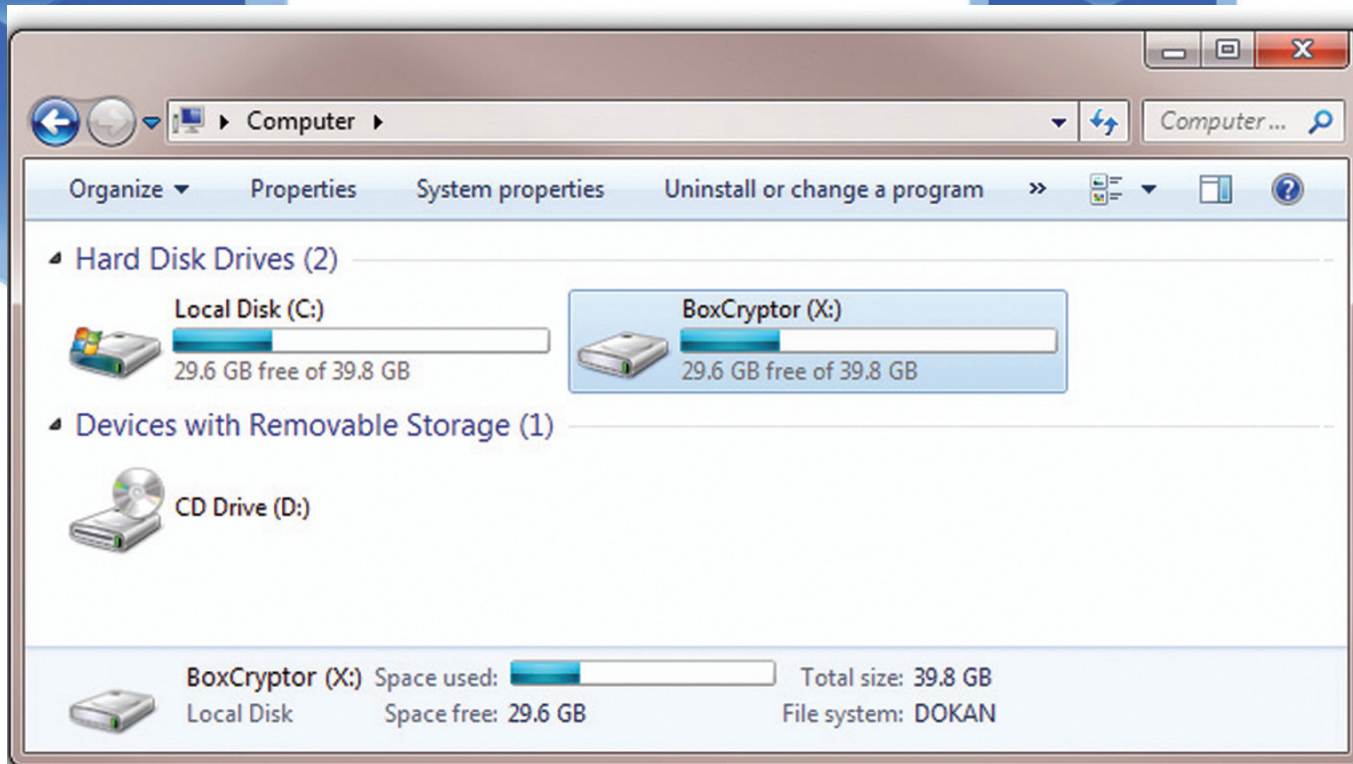 Computer
Computer ...
Organize Properties System properties Uninstall or change a program »
Hard Disk Drives (2)
Local Disk (C:)
29.6 GB free of 39.8 GB
BoxCryptor (X:)
29.6 GB free of 39.8 GB
Devices with Removable Storage (1)
CD Drive (D:)
BoxCryptor (X:) Space used: Total size: 39.8 GB
Local Disk Space free: 29.6 GB File system: DOKAN